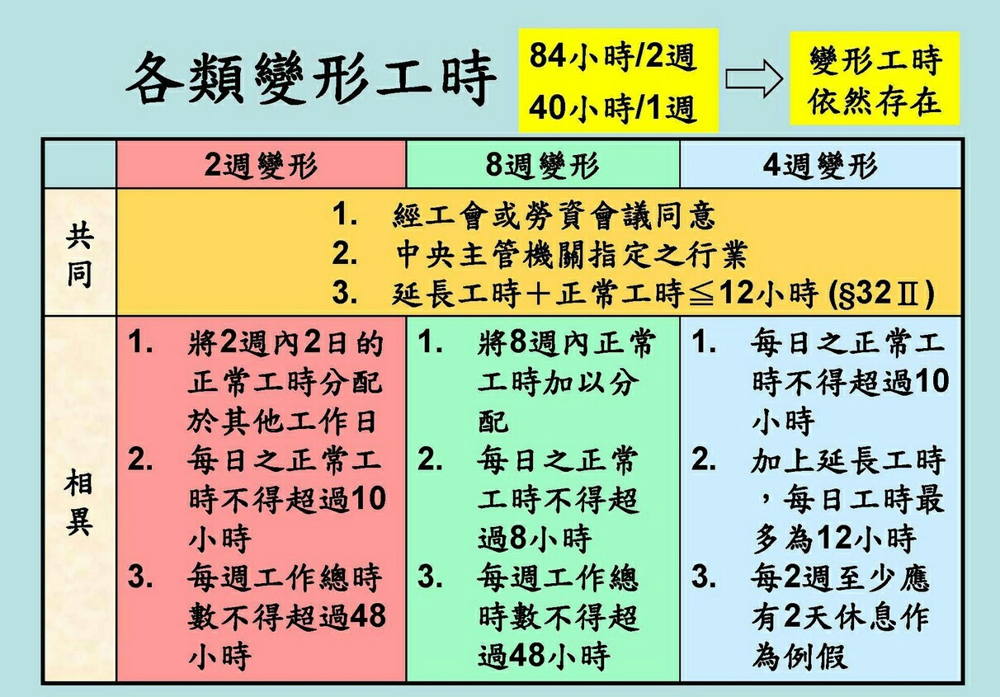 各類變形工時
84小時/2週
40小時/1週
變形工時
依然存在
2週變形
8週變形
4週變形
共
同
1. 經工會或勞資會議同意
2. 中央主管機關指定之行業
3. 延長工時＋正常工時≦12小時 (§32Ⅱ)
相
異
1. 將2週內2日的
正常工時分配
於其他工作日
2. 每日之正常工
時不得超過10
小時
3. 每週工作總時
數不得超過48
小時
1. 將8週內正常
工時加以分
配
2. 每日之正常
工時不得超
過8小時
3. 每週工作總
時數不得超
過48小時
1. 每日之正常工
時不得超過10
小時
2. 加上延長工時
，每日工時最
多為12小時
3. 每2週至少應
有2天休息作
為例假